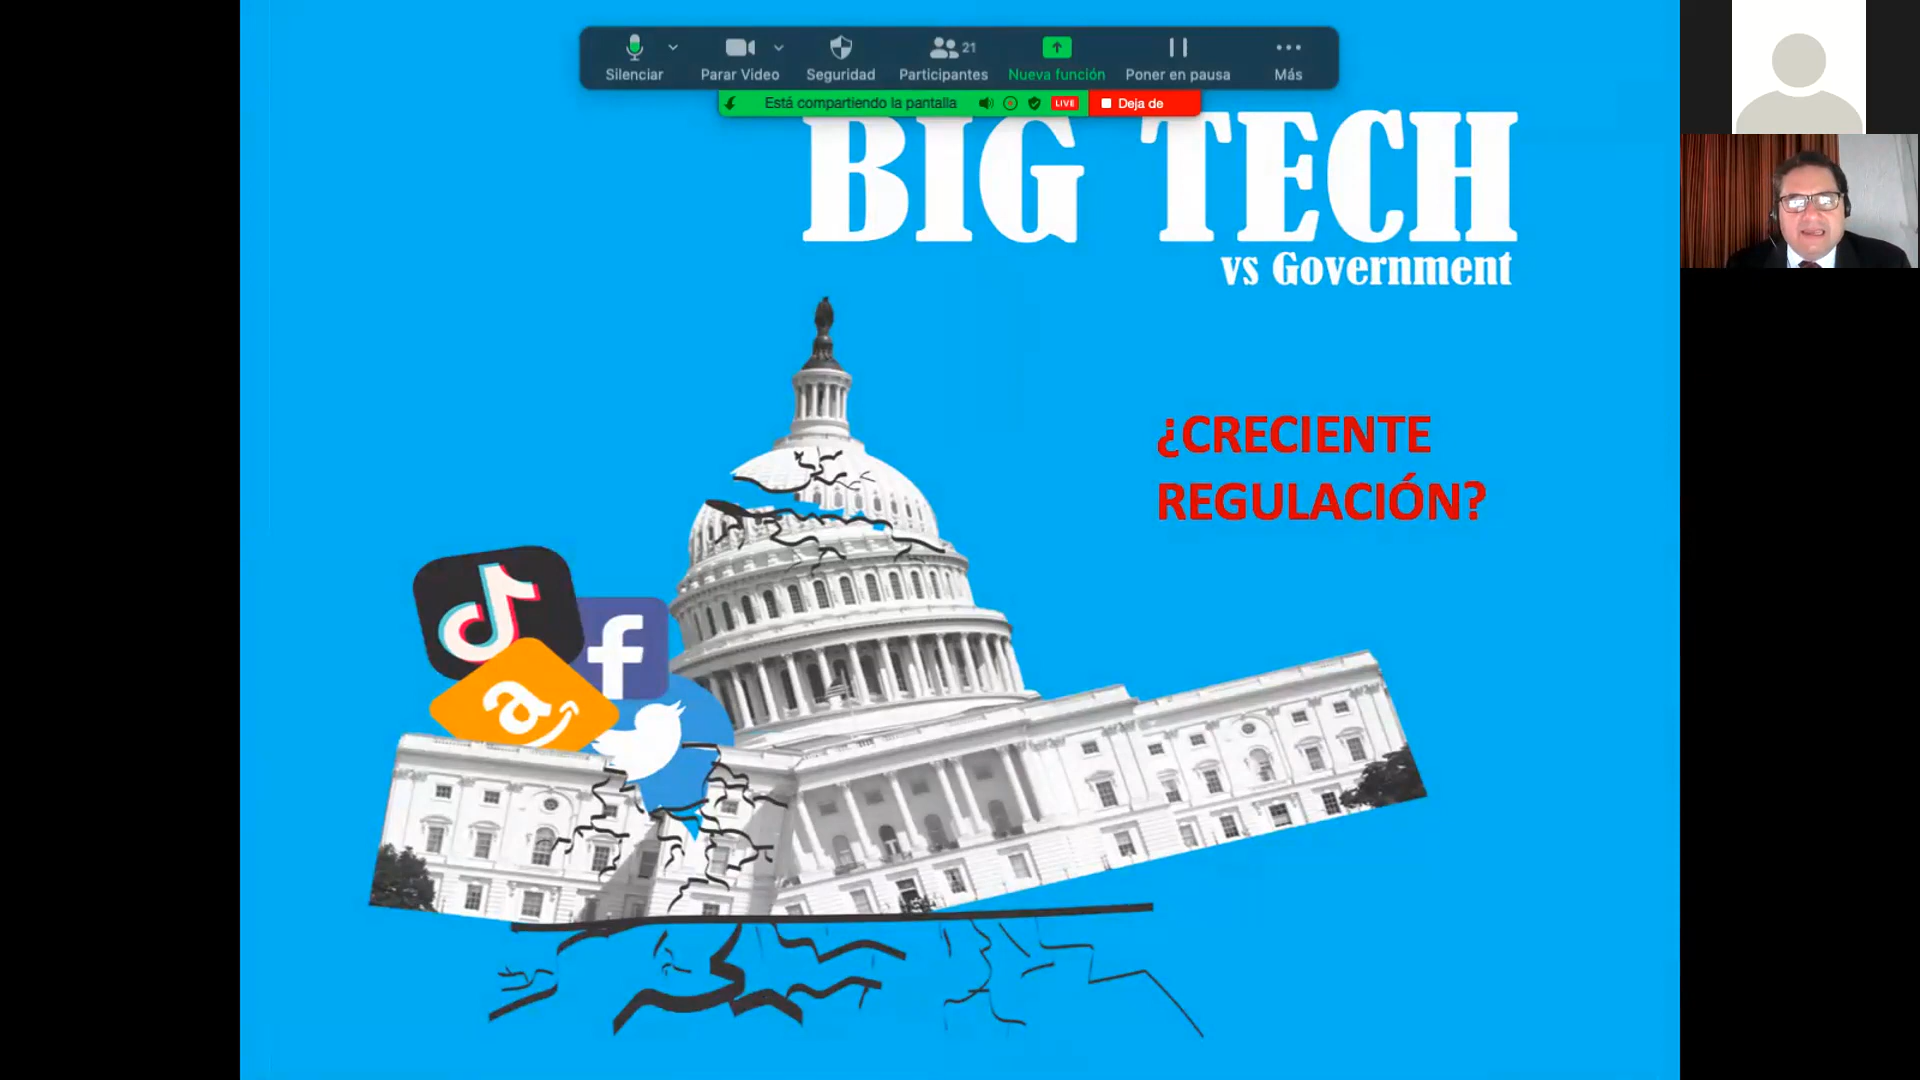 Silenciar
Parar Video
Seguridad
21
Participantes
Nueva función
Poner en pausa
Más
Está compartiendo la pantalla
LIVE
Deja de
BIG TECH
vs Government
¿CRECIENTE
REGULACIÓN?
f
a